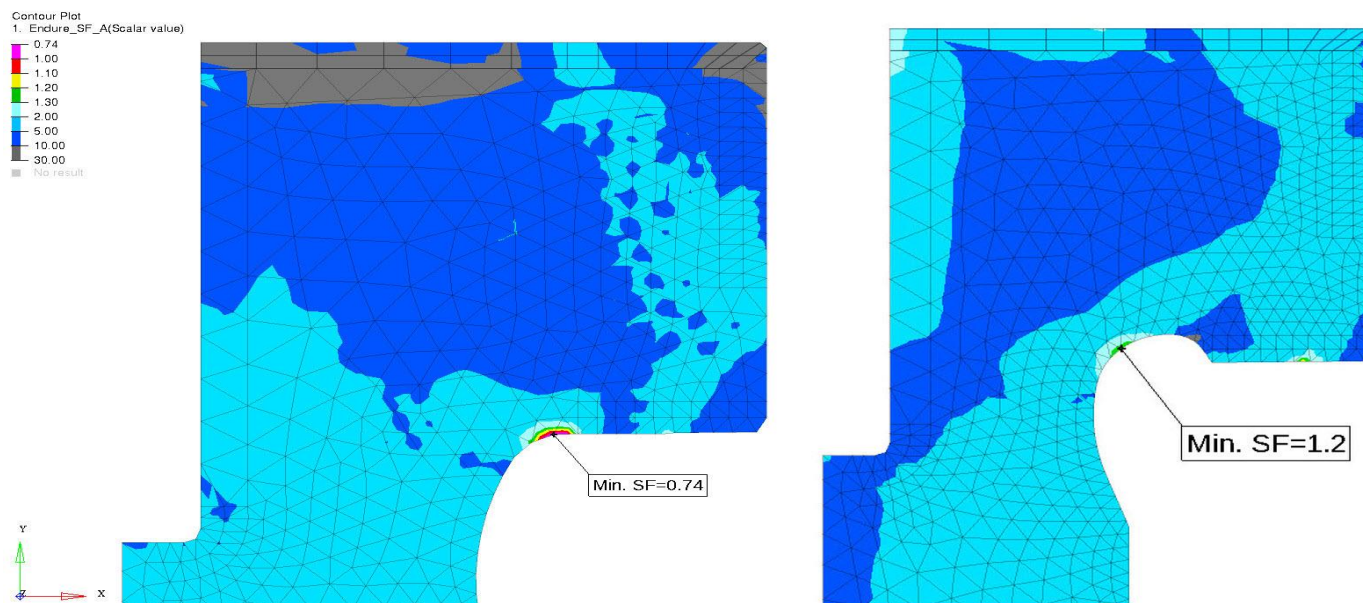 Contour Plot
1. Endure_SF_A(Scalar value)
0.74
1.00
1.10
1.20
1.30
2.00
5.00
10.00
30.00
No result
Min. SF=0.74
Min. SF=1.2
Y
Z
X